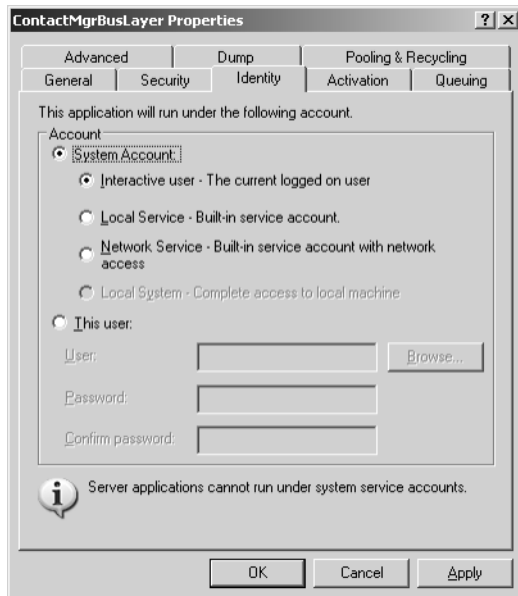 ContactMgrBusLayer Properties
Advanced Dump Pooling & Recycling
General Security Identity Activation Queuing
This application will run under the following account.
Account
System Account:
Interactive user - The current logged on user
Local Service - Built-in service account.
Network Service - Built-in service account with network
access
Local System - Complete access to local machine
This user:
User:
Browse...
Password:
Confirm password:
Server applications cannot run under system service accounts.
OK Cancel Apply